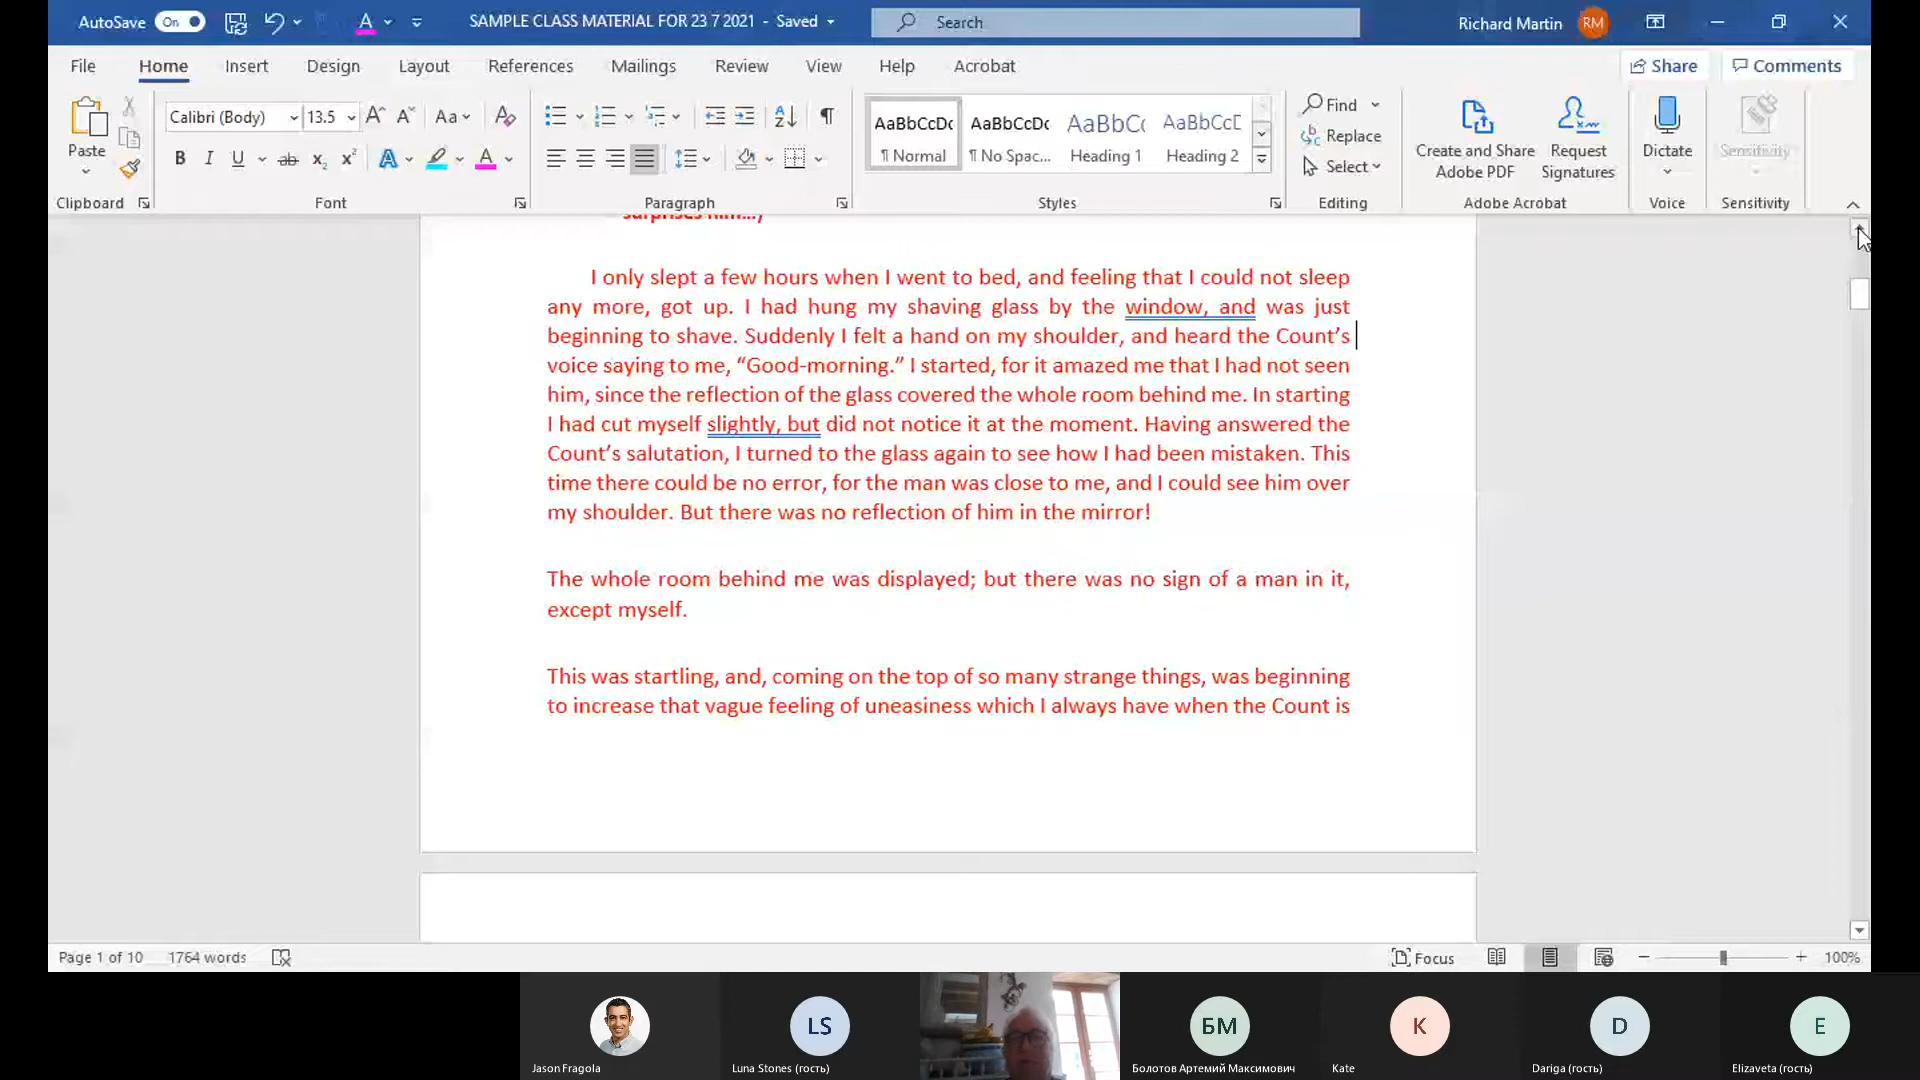 AutoSave On SAMPLE CLASS MATERIAL FOR 23 7 2021 - Saved Search Richard Martin RM
File Home Insert Design Layout References Mailings Review View Help Acrobat Share Comments
Paste
Calibri (Body) 13.5 A A Aa A
B I U ab x₂ x² A A
AaBbCcDc AaBbCcDc AaBbCc AaBbCcE
¶ Normal ¶ No Spac... Heading 1 Heading 2
Find
Replace
Select
Create and Share
Adobe PDF
Request
Signatures
Dictate
Sensitivity
Clipboard Font Paragraph Styles Editing Adobe Acrobat Voice Sensitivity
surprises him...)
I only slept a few hours when I went to bed, and feeling that I could not sleep
any more, got up. I had hung my shaving glass by the window, and was just
beginning to shave. Suddenly I felt a hand on my shoulder, and heard the Count’s
voice saying to me, “Good-morning.” I started, for it amazed me that I had not seen
him, since the reflection of the glass covered the whole room behind me. In starting
I had cut myself slightly, but did not notice it at the moment. Having answered the
Count’s salutation, I turned to the glass again to see how I had been mistaken. This
time there could be no error, for the man was close to me, and I could see him over
my shoulder. But there was no reflection of him in the mirror!
The whole room behind me was displayed; but there was no sign of a man in it,
except myself.
This was startling, and, coming on the top of so many strange things, was beginning
to increase that vague feeling of uneasiness which I always have when the Count is
Page 1 of 10 1764 words Focus 100%
LS БМ K D E
Jason Fragola Luna Stones (гость) Болотов Артемий Максимович Kate Dariga (гость) Elizaveta (гость)